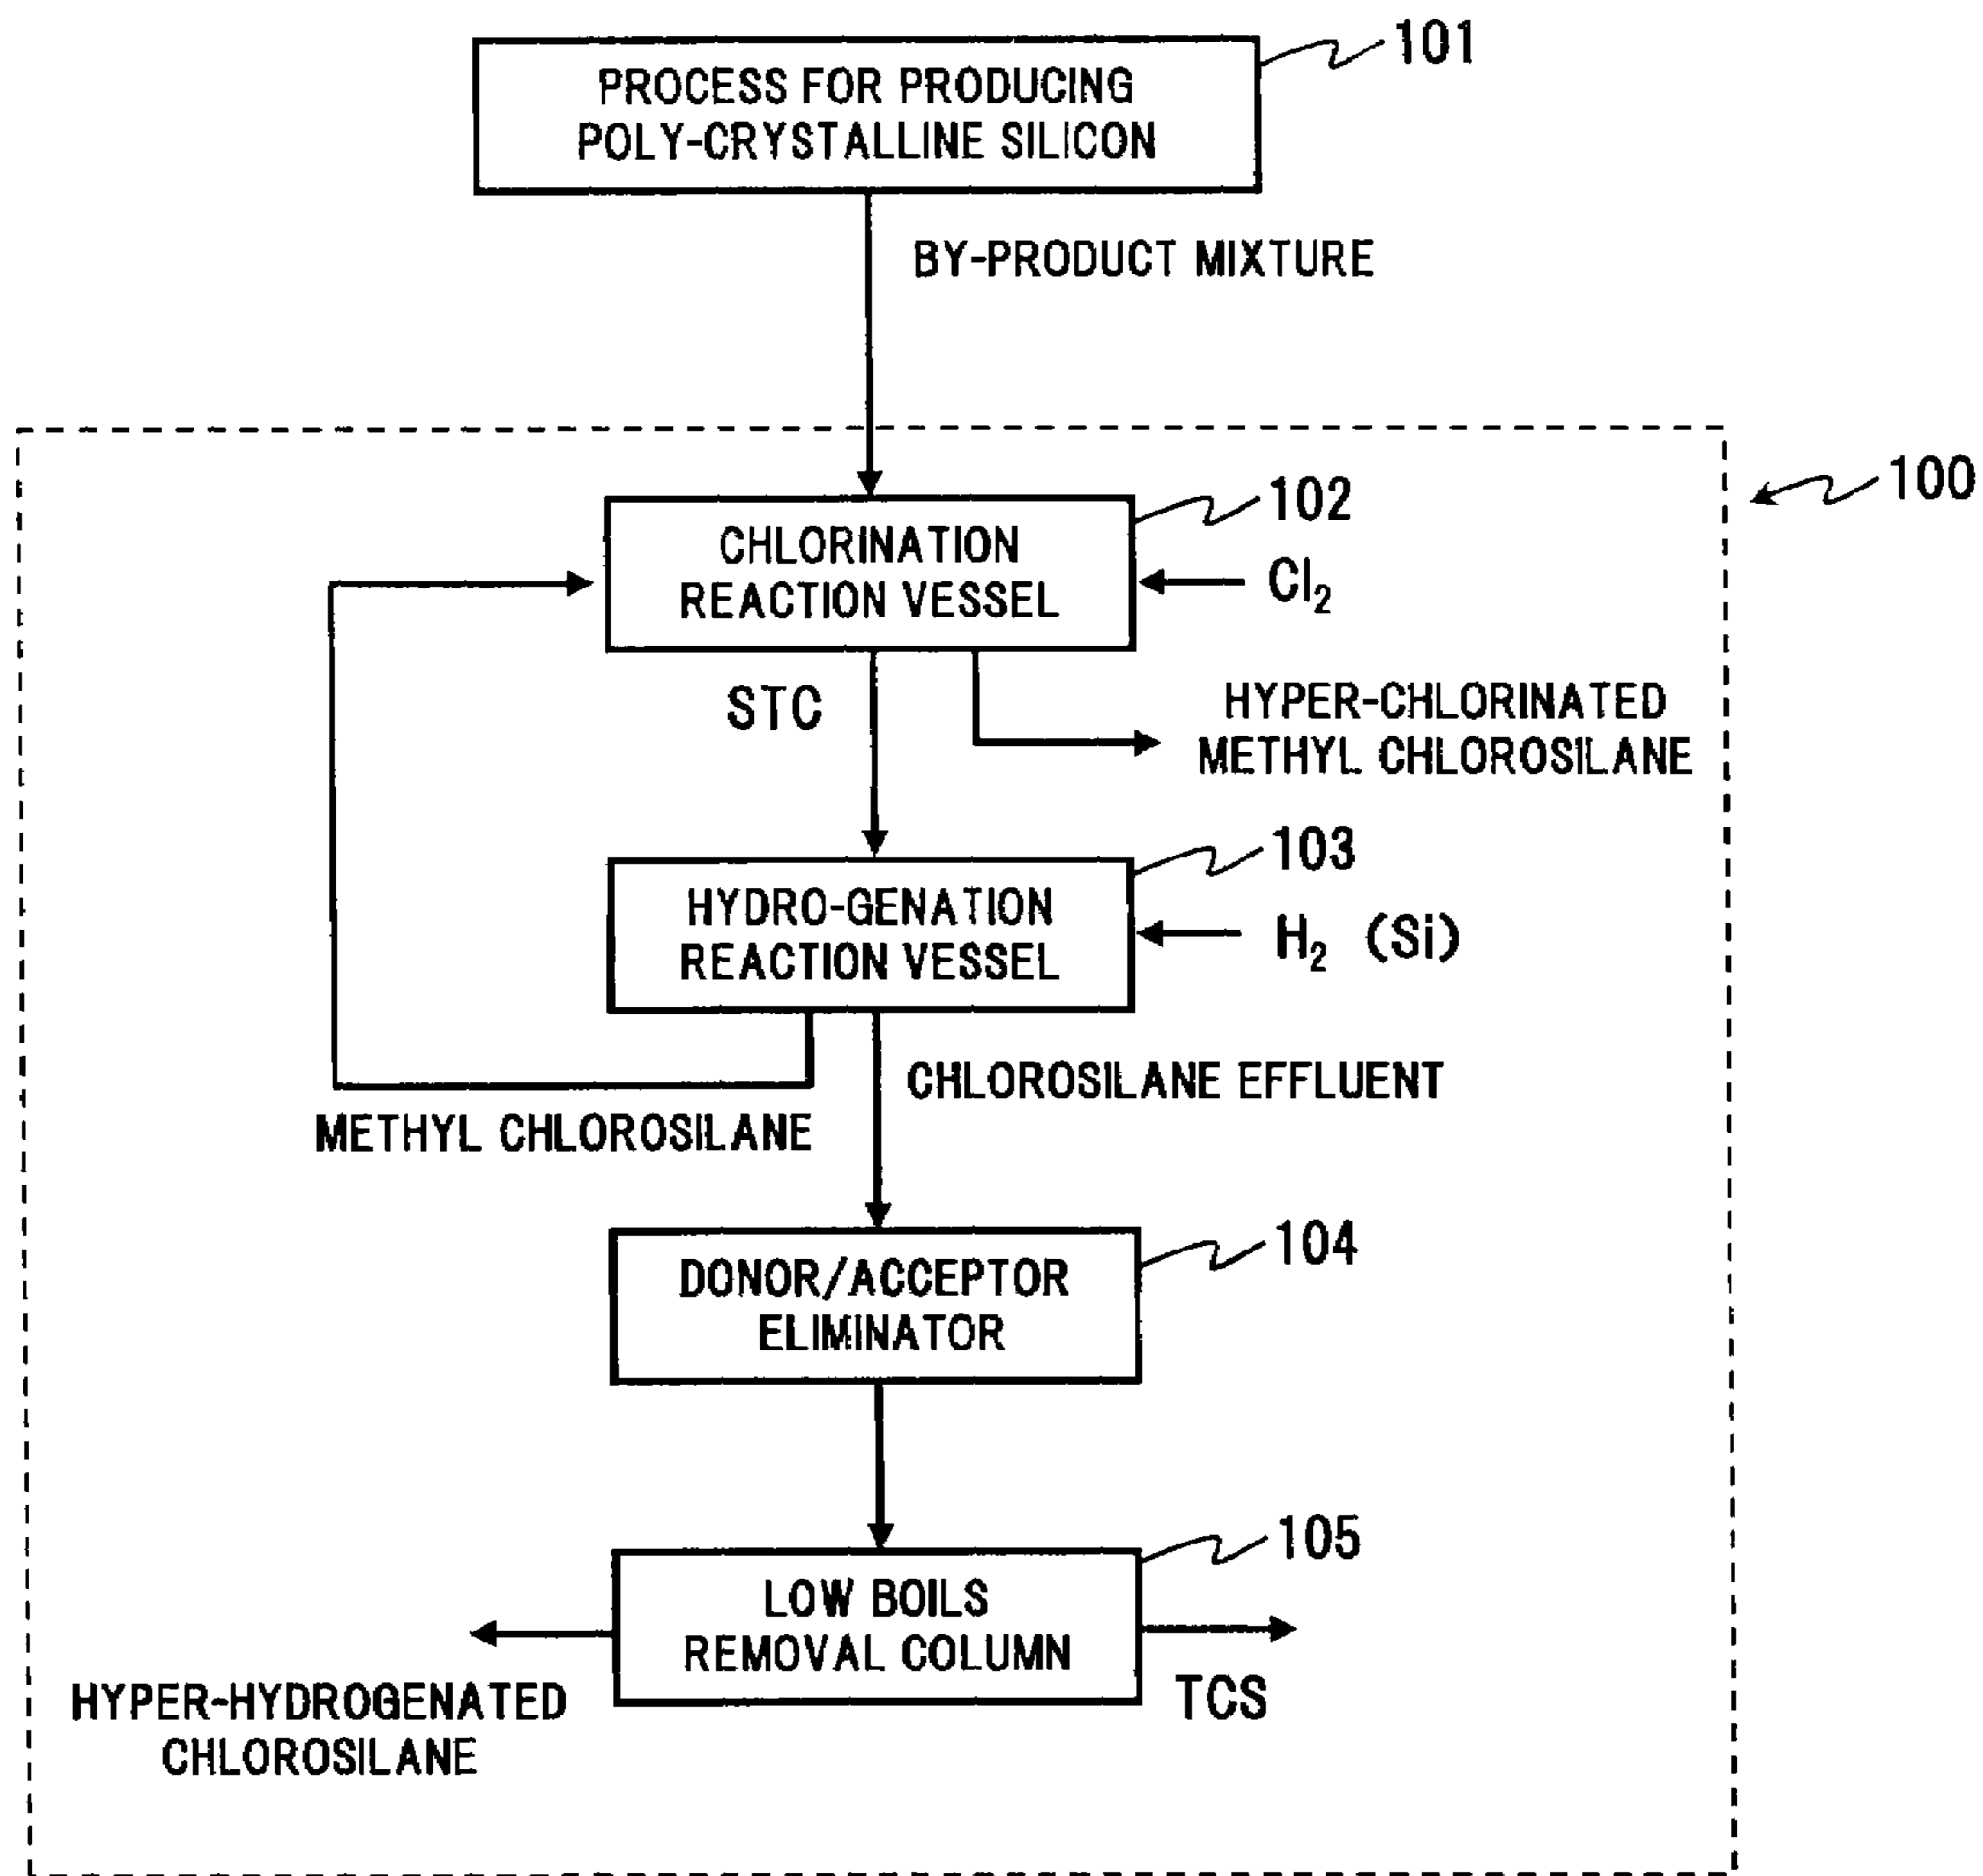 101
PROCESS FOR PRODUCING
POLY-CRYSTALLINE SILICON
BY-PRODUCT MIXTURE
100
102
CHLORINATION
REACTION VESSEL
Cl2
STC
HYPER-CHLORINATED
METHYL CHLOROSILANE
103
HYDRO-GENATION
REACTION VESSEL
H2 (Si)
CHLOROSILANE EFFLUENT
METHYL CHLOROSILANE
104
DONOR/ACCEPTOR
ELIMINATOR
105
LOW BOILS
REMOVAL COLUMN
TCS
HYPER-HYDROGENATED
CHLOROSILANE